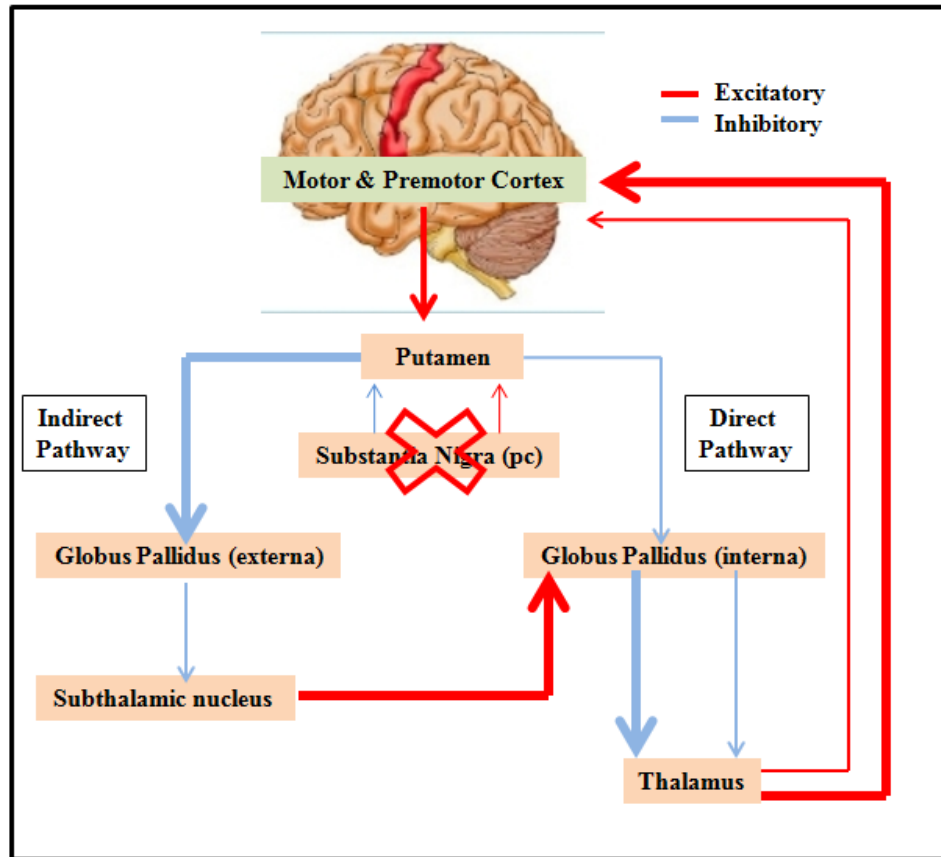 Excitatory
Inhibitory
Motor & Premotor Cortex
Putamen
Indirect
Pathway
Direct
Pathway
Substantia Nigra (pc)
Globus Pallidus (externa)
Globus Pallidus (interna)
Subthalamic nucleus
Thalamus